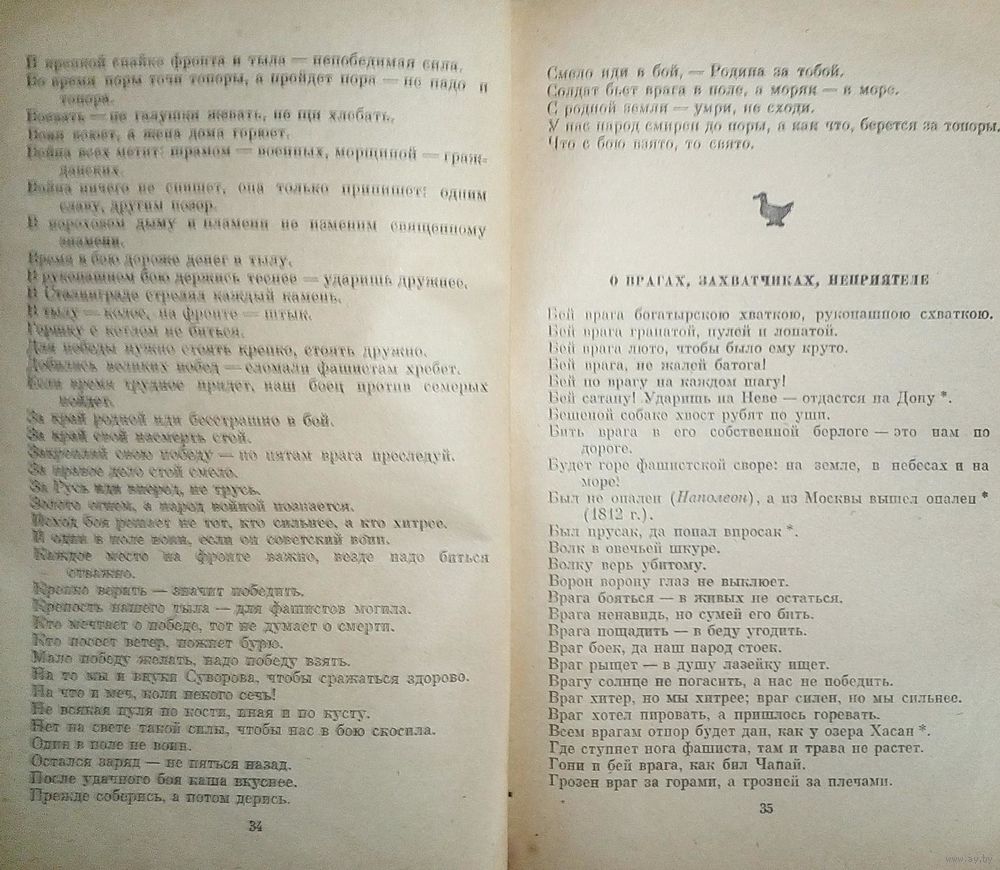 В крепкой спайке фронта и тыла — непобедимая сила.
Во время поры точи топоры, а пройдет пора — не надо и
топора.
Воевать — не галушки жевать, не щи хлебать.
Воин воюет, а жена дома горюет.
Война всех метит: шрамом — военных, морщиной — граж-
данских.
Война ничего не спишет, она только припишет: одним
славу, другим позор.
В пороховом дыму и пламени не изменим священному
знамени.
Время в бою дороже денег в тылу.
В рукопашном бою держись теснее — ударишь дружнее.
В Сталинграде стрелял каждый камень.
В тылу — колос, на фронте — штык.
Горшку с котлом не биться.
Для победы нужно стоять крепко, стоять дружно.
Добились великих побед — сломали фашистам хребет.
Если время трудное придет, наш боец против семерых
пойдет.
За край родной иди бесстрашно в бой.
За край свой насмерть стой.
Закрепляй свою победу — по пятам врага преследуй.
За правое дело стой смело.
За Русь иди вперед, не трусь.
Золото огнем, а народ войной познается.
Исход боя решает не тот, кто сильнее, а кто хитрее.
И один в поле воин, если он советский воин.
Каждое место на фронте важно, везде надо биться
отважно.
Крепко верить — значит победить.
Крепость нашего тыла — для фашистов могила.
Кто мечтает о победе, тот не думает о смерти.
Кто посеет ветер, пожнет бурю.
Мало победу желать, надо победу взять.
На то мы и внуки Суворова, чтобы сражаться здорово.
На что и меч, коли некого сечь!
Не всякая пуля по кости, иная и по кусту.
Нет на свете такой силы, чтобы нас в бою скосила.
Один в поле не воин.
Остался заряд — не пяться назад.
После удачного боя каша вкуснее.
Прежде соберись, а потом дерись.
34
Смело иди в бой, — Родина за тобой.
Солдат бьет врага в поле, а моряк — в море.
С родной земли — умри, не сходи.
У нас народ смирен до поры, а как что, берется за топоры.
Что с бою взято, то свято.
О ВРАГАХ, ЗАХВАТЧИКАХ, НЕПРИЯТЕЛЕ
Бей врага богатырскою хваткою, рукопашною схваткою.
Бей врага гранатой, пулей и лопатой.
Бей врага люто, чтобы было ему круто.
Бей врага, не жалей батога!
Бей по врагу на каждом шагу!
Бей сатану! Ударишь на Неве — отдастся на Дону *.
Бешеной собаке хвост рубят по уши.
Бить врага в его собственной берлоге — это нам по
дороге.
Будет горе фашистской своре: на земле, в небесах и на
море!
Был не опален (Наполеон), а из Москвы вышел опален *
(1812 г.).
Был прусак, да попал впросак *.
Волк в овечьей шкуре.
Волку верь убитому.
Ворон ворону глаз не выклюет.
Врага бояться — в живых не остаться.
Врага ненавидь, но сумей его бить.
Врага пощадить — в беду угодить.
Враг боек, да наш народ стоек.
Враг рыщет — в душу лазейку ищет.
Врагу солнце не погасить, а нас не победить.
Враг хитер, но мы хитрее; враг силен, но мы сильнее.
Враг хотел пировать, а пришлось горевать.
Всем врагам отпор будет дан, как у озера Хасан *.
Где ступнет нога фашиста, там и трава не растет.
Гони и бей врага, как бил Чапай.
Грозен враг за горами, а грозней за плечами.
35
www.ay.by